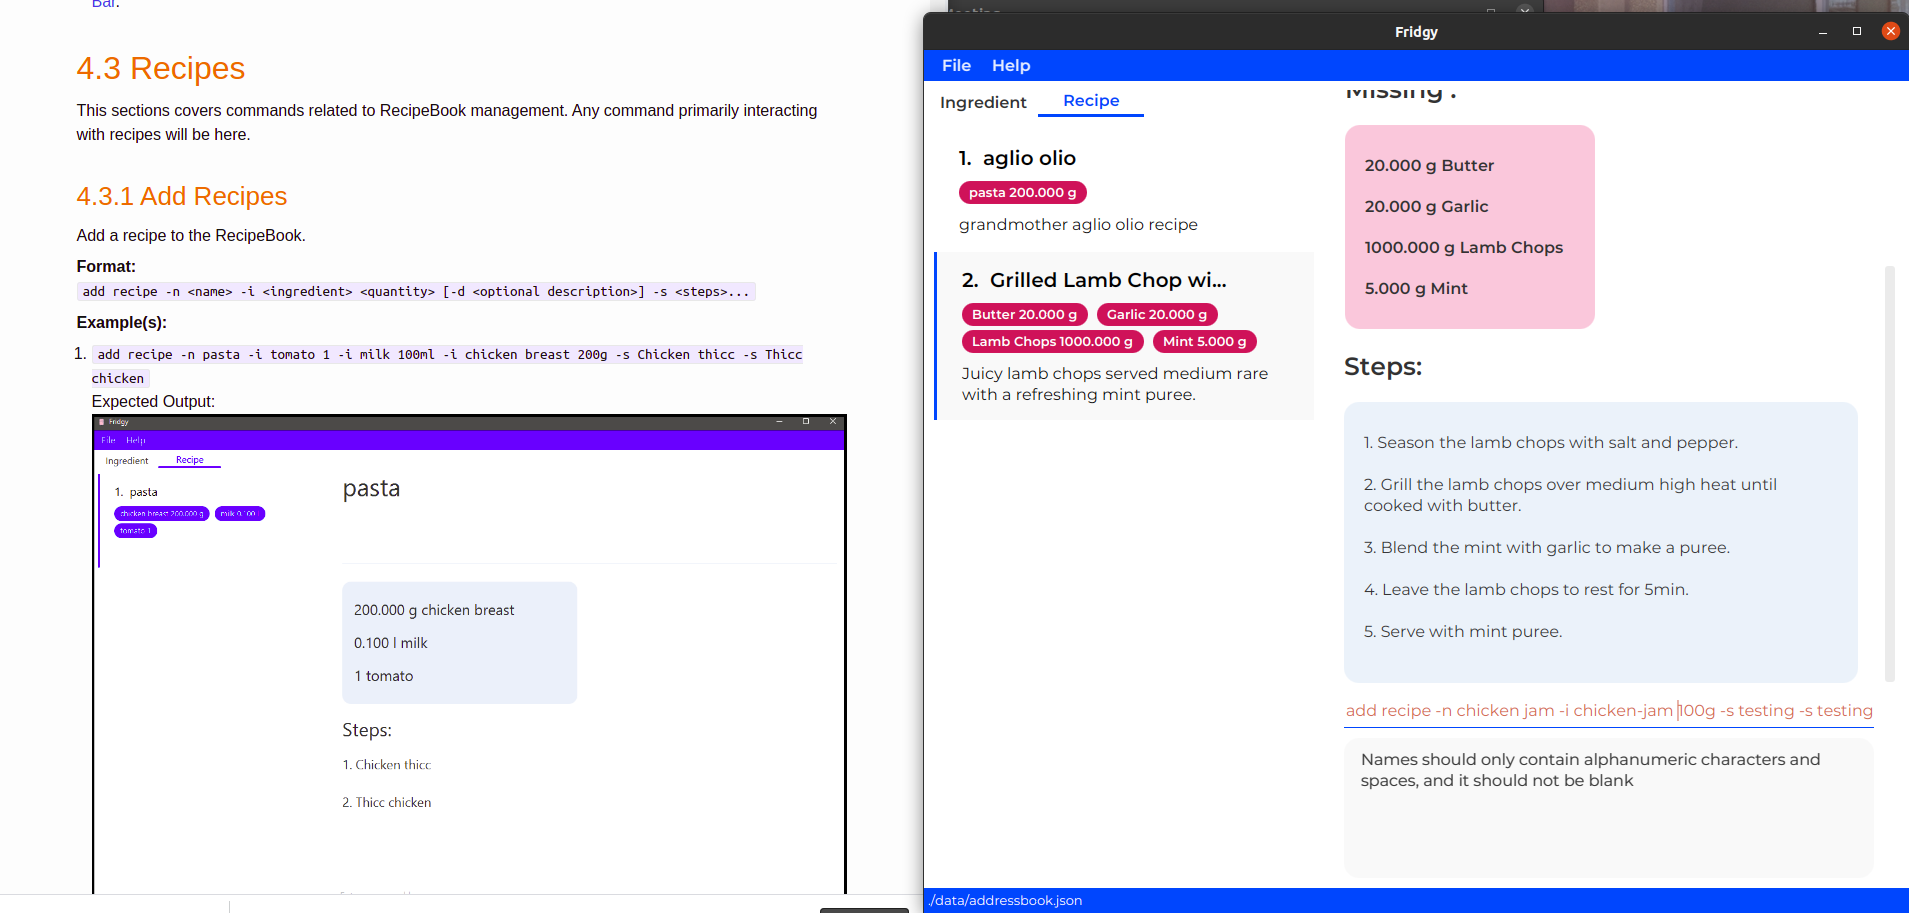 Bar.
4.3 Recipes
This sections covers commands related to RecipeBook management. Any command primarily interacting
with recipes will be here.
4.3.1 Add Recipes
Add a recipe to the RecipeBook.
Format:
add recipe -n <name> -i <ingredient> <quantity> [-d <optional description>] -s <steps>...
Example(s):
1. add recipe -n pasta -i tomato 1 -i milk 100ml -i chicken breast 200g -s Chicken thicc -s Thicc
chicken
Expected Output:
Fridgy
File Help
Ingredient Recipe
1. pasta
chicken breast 200.000 g milk 0.100 l
tomato 1
pasta
200.000 g chicken breast
0.100 l milk
1 tomato
Steps:
1. Chicken thicc
2. Thicc chicken
Fridgy
File Help
Ingredient Recipe
1. aglio olio
pasta 200.000 g
grandmother aglio olio recipe
2. Grilled Lamb Chop wi...
Butter 20.000 g Garlic 20.000 g
Lamb Chops 1000.000 g Mint 5.000 g
Juicy lamb chops served medium rare
with a refreshing mint puree.
Missing :
20.000 g Butter
20.000 g Garlic
1000.000 g Lamb Chops
5.000 g Mint
Steps:
1. Season the lamb chops with salt and pepper.
2. Grill the lamb chops over medium high heat until
cooked with butter.
3. Blend the mint with garlic to make a puree.
4. Leave the lamb chops to rest for 5min.
5. Serve with mint puree.
add recipe -n chicken jam -i chicken-jam 100g -s testing -s testing
Names should only contain alphanumeric characters and
spaces, and it should not be blank
./data/addressbook.json